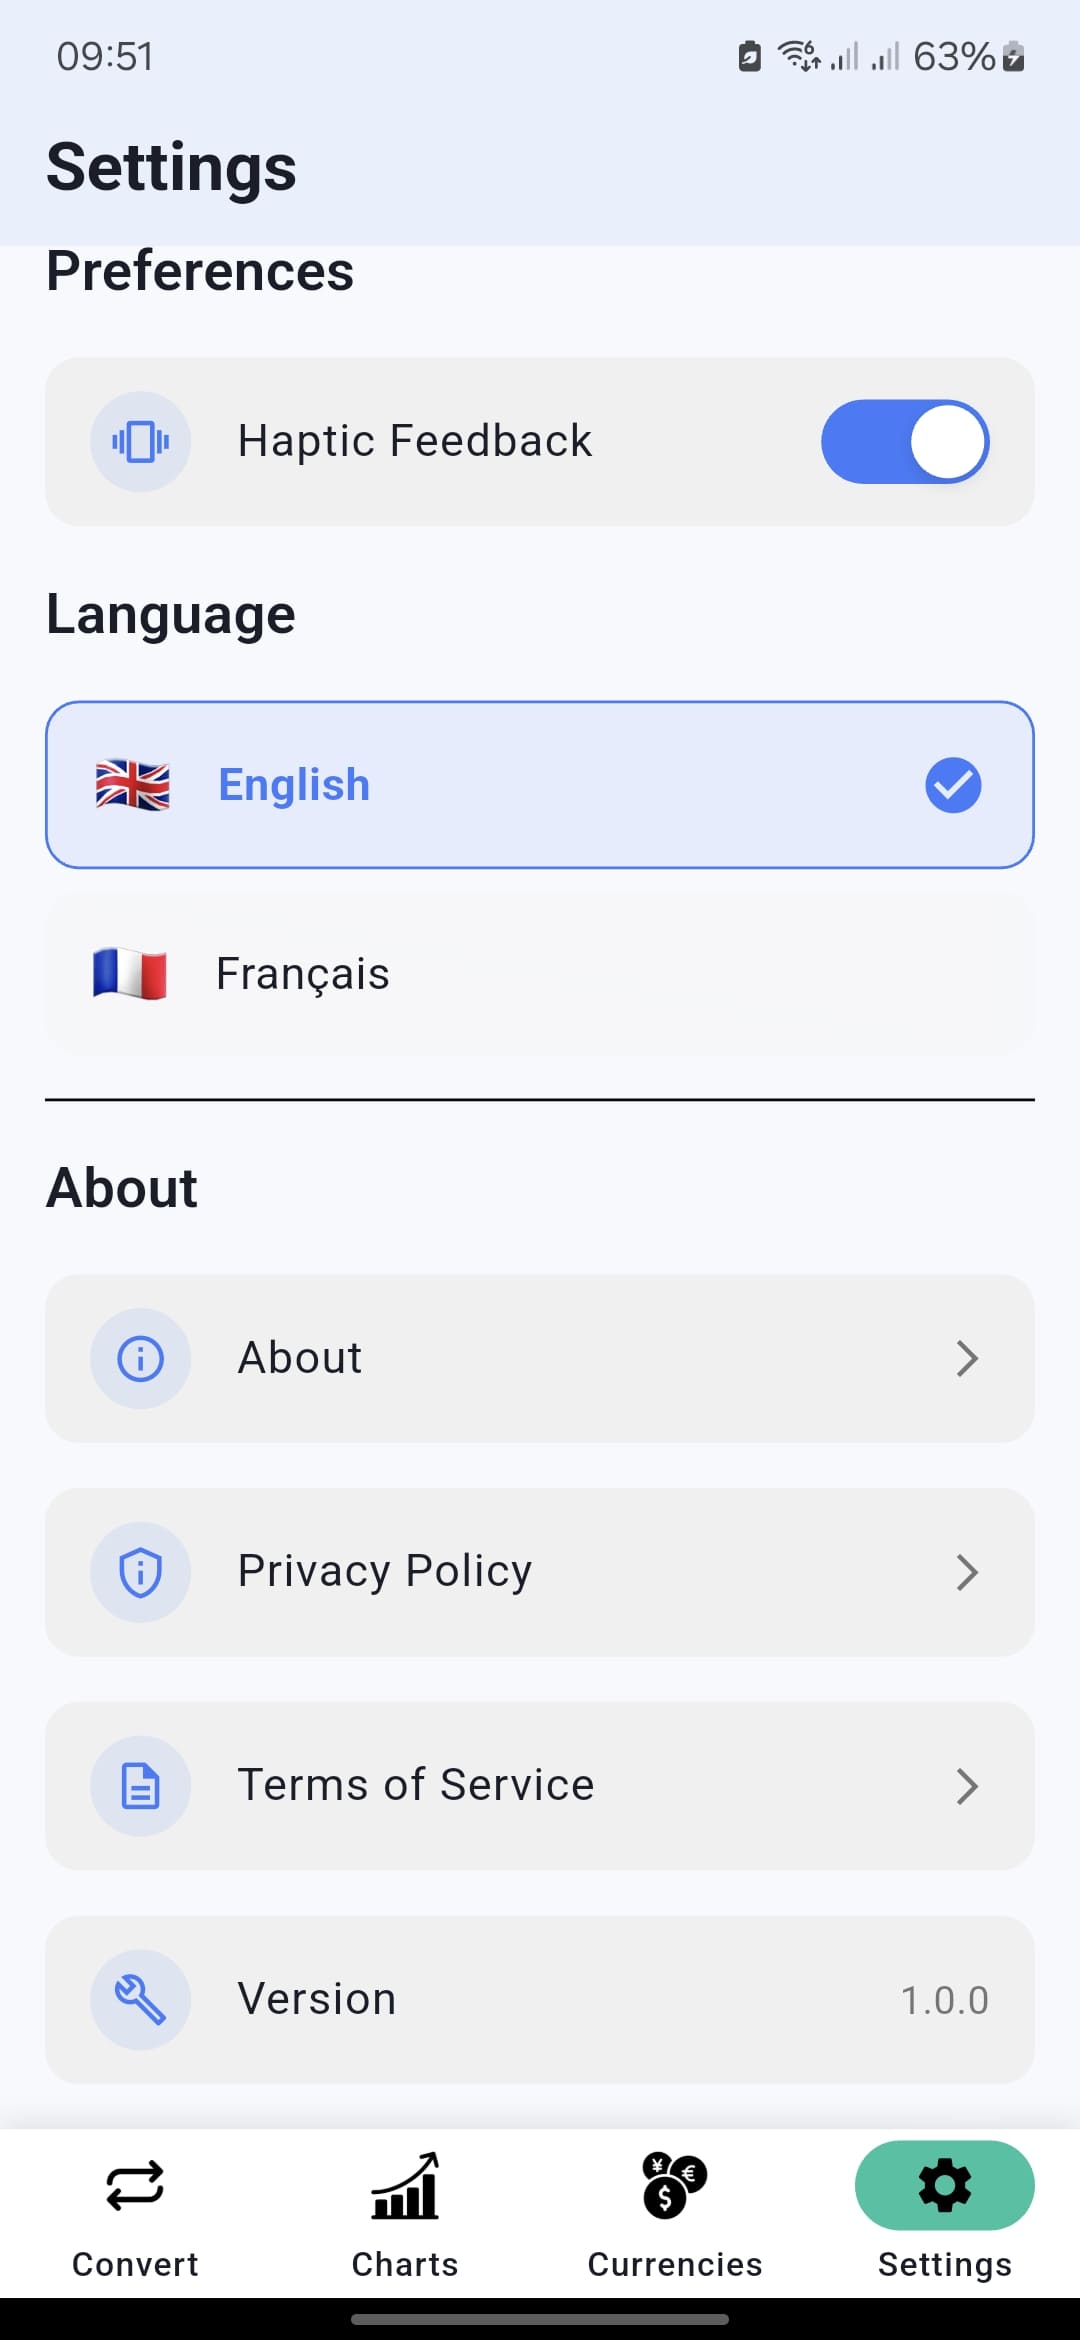 09:51
63%
Settings
Preferences
Haptic Feedback
Language
English
Français
About
About
Privacy Policy
Terms of Service
Version
1.0.0
Convert
Charts
Currencies
Settings